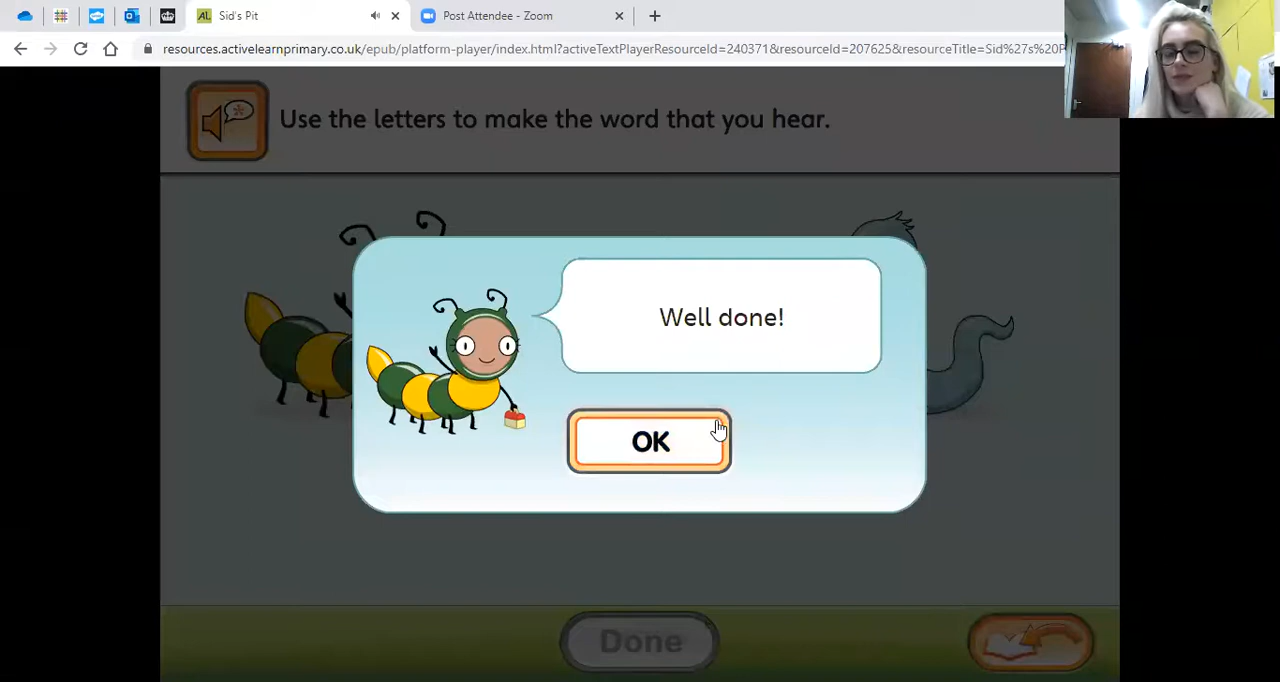 AL Sid's Pit
Post Attendee - Zoom
resources.activelearnprimary.co.uk/epub/platform-player/index.html?activeTextPlayerResourceId=240371&resourceId=207625&resourceTitle=Sid%27s%20P
Use the letters to make the word that you hear.
Well done!
OK
Done